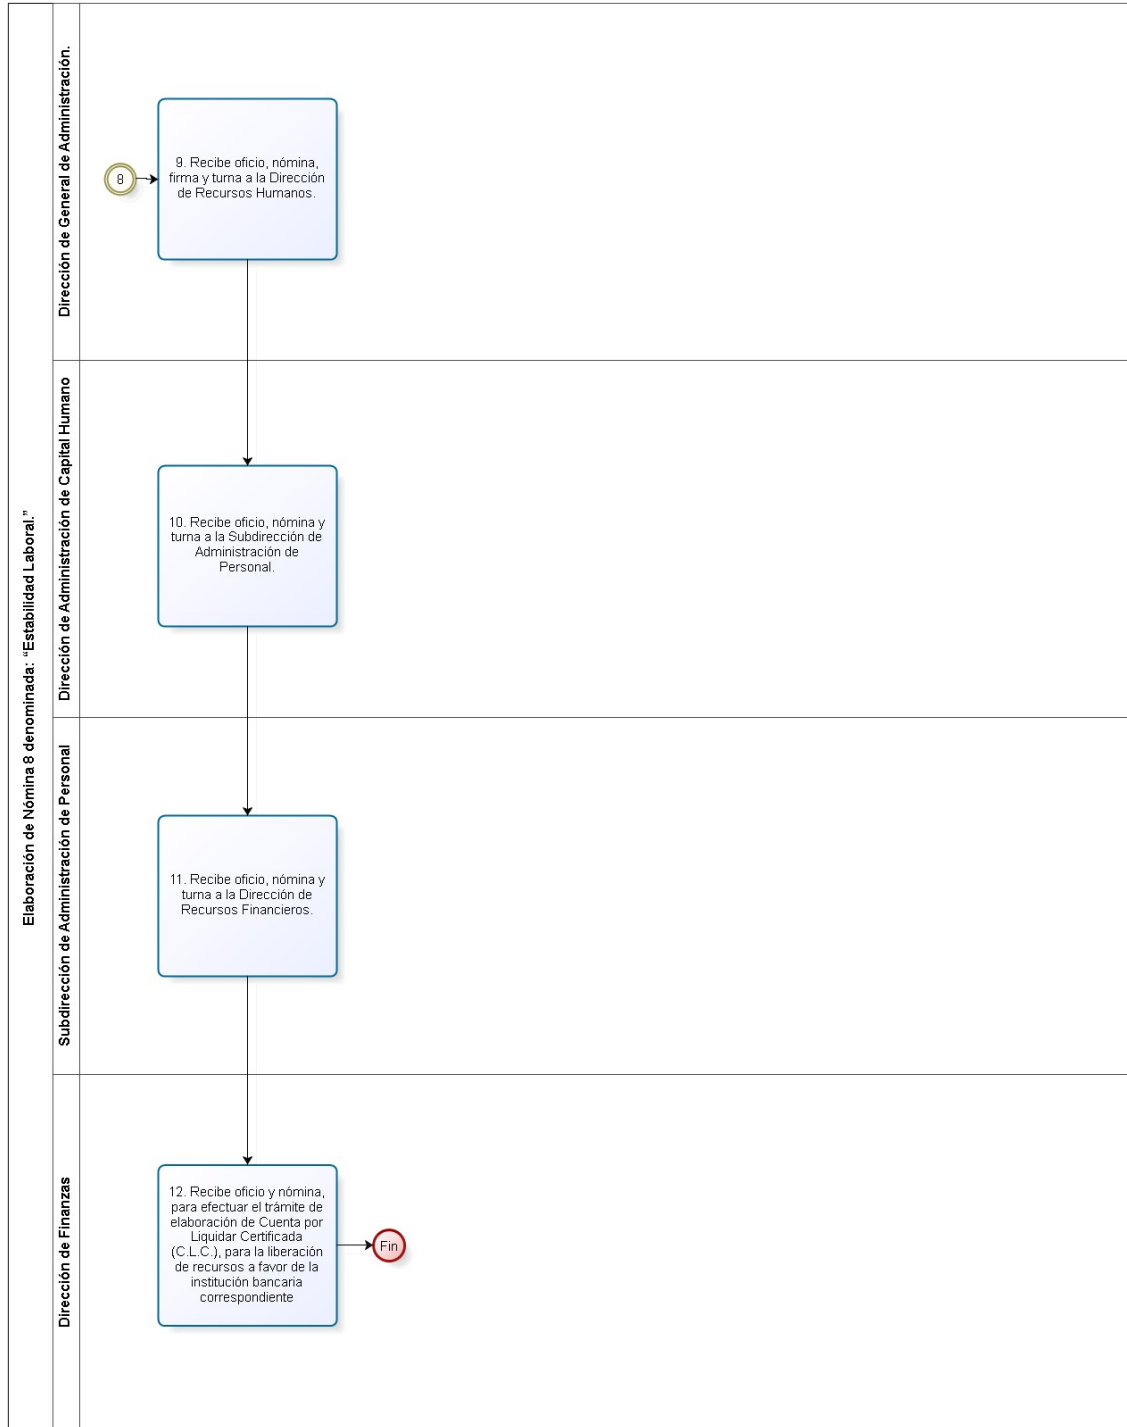 Elaboración de Nómina 8 denominada: “Estabilidad Laboral.”
Dirección de General de Administración.
8
9. Recibe oficio, nómina,
firma y turna a la Dirección
de Recursos Humanos.
Dirección de Administración de Capital Humano
10. Recibe oficio, nómina y
turna a la Subdirección de
Administración de
Personal.
Subdirección de Administración de Personal
11. Recibe oficio, nómina y
turna a la Dirección de
Recursos Financieros.
Dirección de Finanzas
12. Recibe oficio y nómina,
para efectuar el trámite de
elaboración de Cuenta por
Liquidar Certificada
(C.L.C.), para la liberación
de recursos a favor de la
institución bancaria
correspondiente
Fin